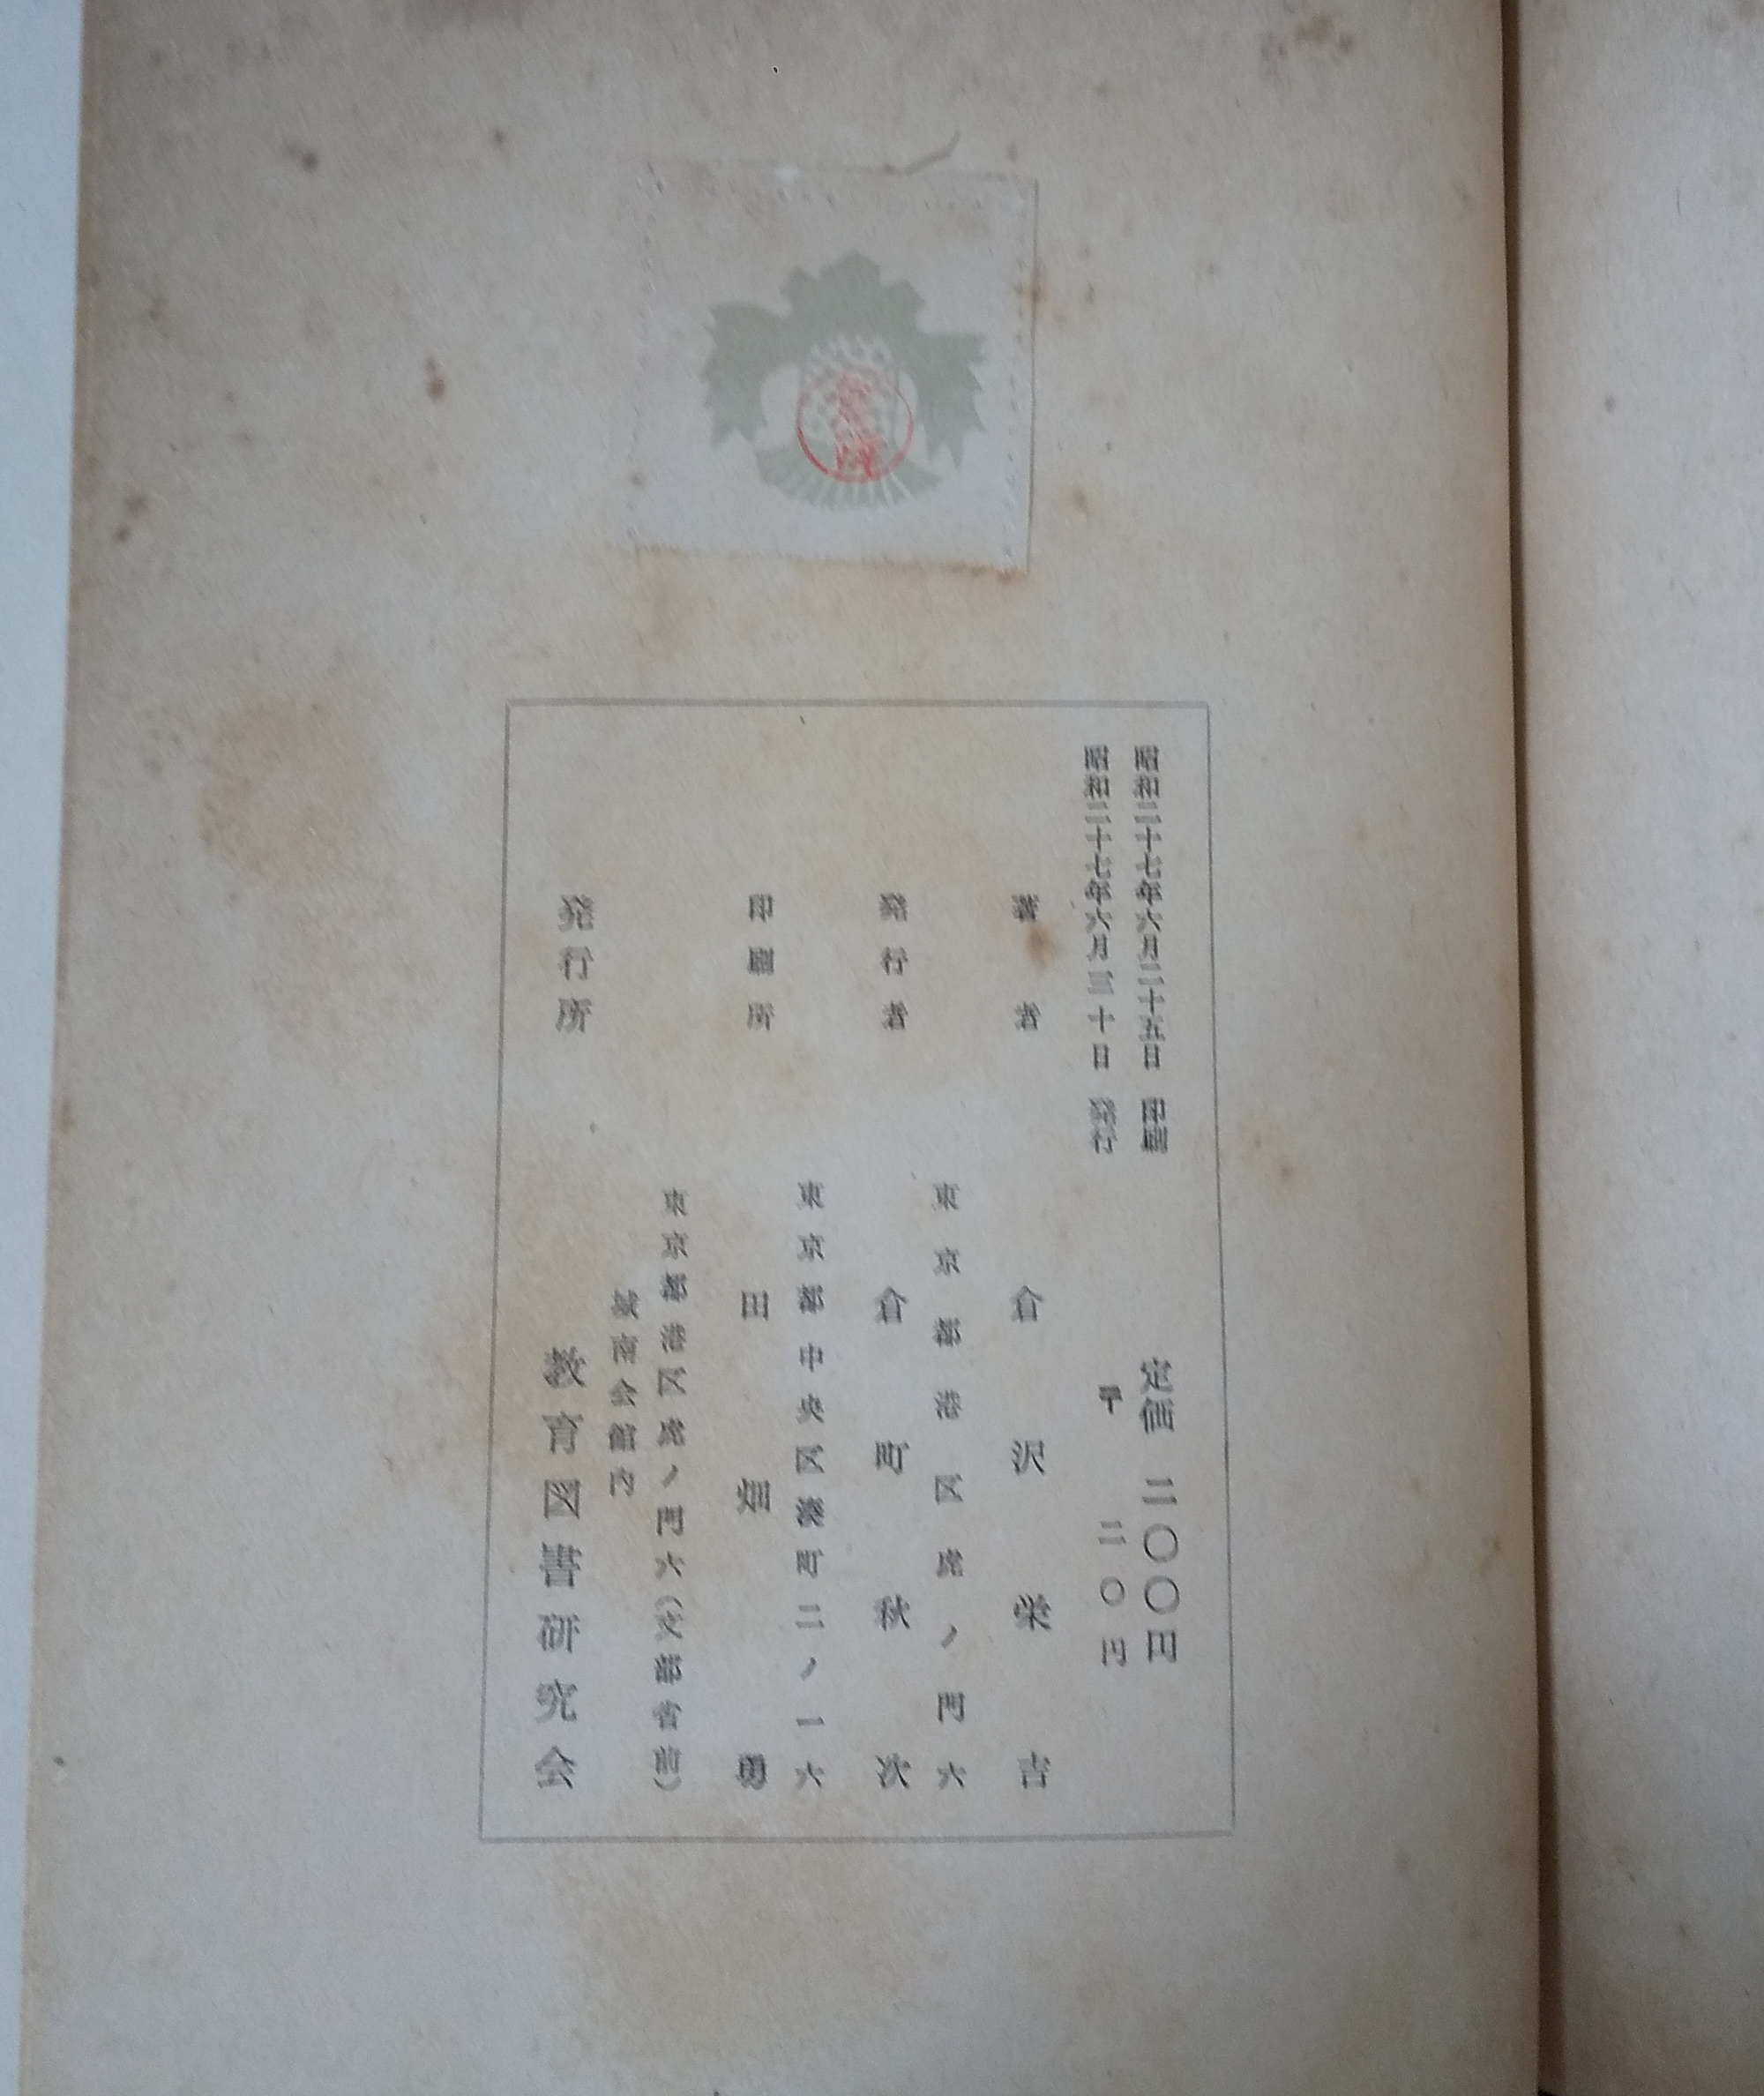 昭和二十七年六月二十五日 印刷
昭和二十七年六月三十日 発行
定価 二〇〇円
〒 二〇円
著者 倉沢栄吉
東京都港区虎ノ門六
発行者 倉町秋次
東京都中央区湊町二ノ一六
印刷所 田畑勇
東京都港区虎ノ門六(文部省前)
城南会館内
発行所 教育図書研究会